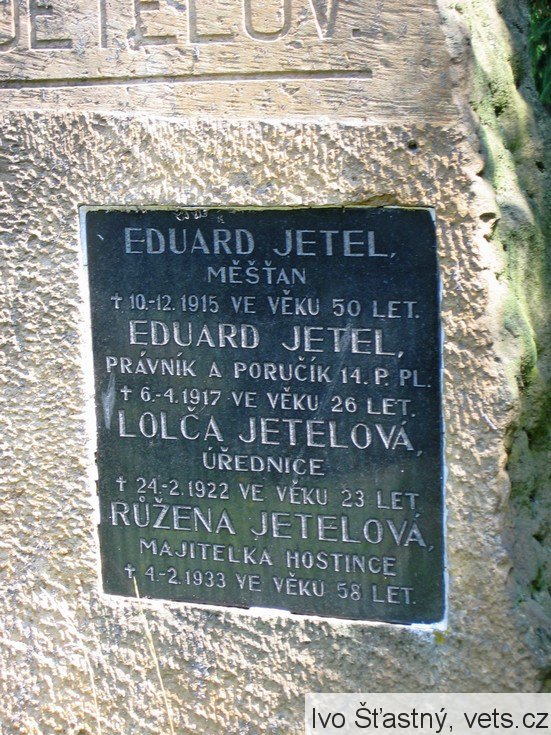 JETELŮV.
EDUARD JETEL,
MĚŠŤAN
† 10.-12. 1915 VE VĚKU 50 LET.
EDUARD JETEL,
PRÁVNÍK A PORUČÍK 14. P. PL.
† 6.-4. 1917 VE VĚKU 26 LET.
LOLČA JETELOVÁ,
ÚŘEDNICE
† 24.-2. 1922 VE VĚKU 23 LET
RŮŽENA JETELOVÁ,
MAJITELKA HOSTINCE
† 4.-2. 1933 VE VĚKU 58 LET.
Ivo Šťastný, vets.cz